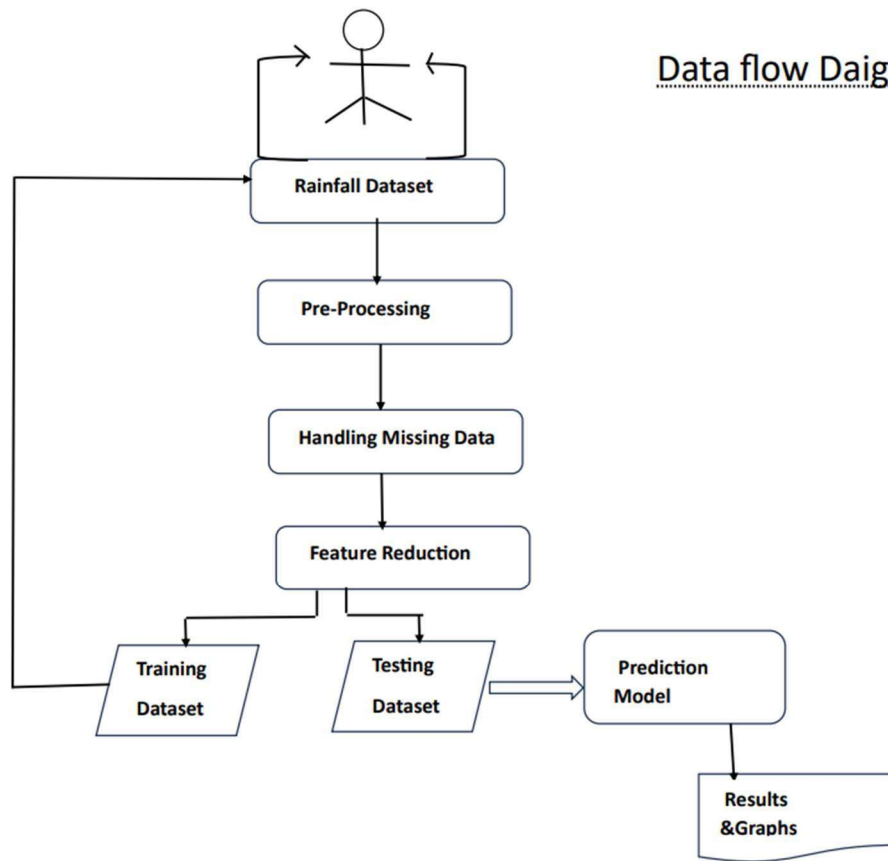 Data flow Daig
Rainfall Dataset
Pre-Processing
Handling Missing Data
Feature Reduction
Training
Dataset
Testing
Dataset
Prediction
Model
Results
&Graphs